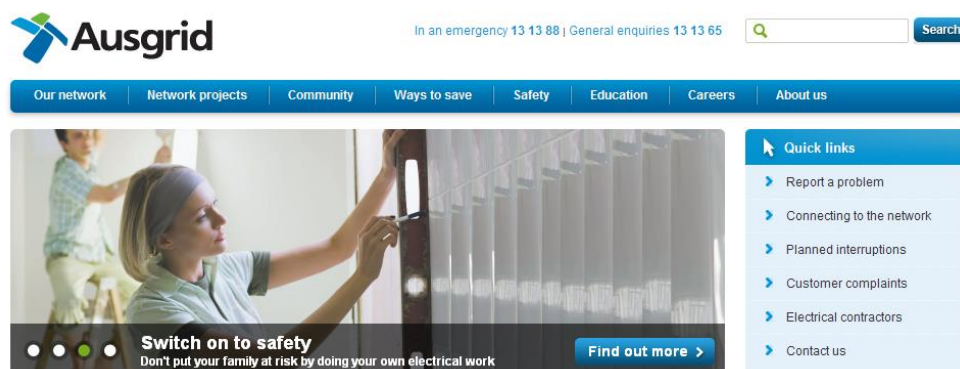 Ausgrid
In an emergency 13 13 88 | General enquiries 13 13 65
Search
Our network
Network projects
Community
Ways to save
Safety
Education
Careers
About us
Switch on to safety
Don't put your family at risk by doing your own electrical work
Find out more
Quick links
Report a problem
Connecting to the network
Planned interruptions
Customer complaints
Electrical contractors
Contact us